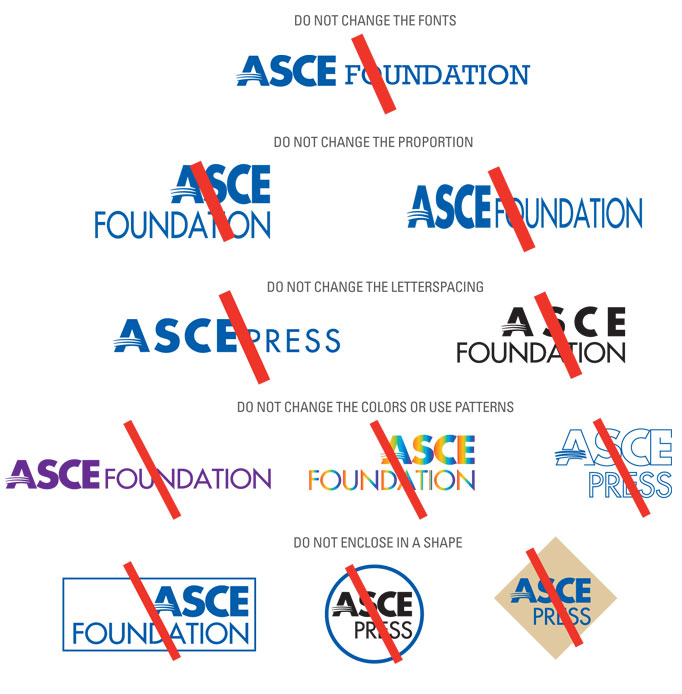 DO NOT CHANGE THE FONTS
ASCE FOUNDATION
DO NOT CHANGE THE PROPORTION
ASCE
FOUNDATION
ASCE FOUNDATION
DO NOT CHANGE THE LETTERSPACING
ASCE PRESS
ASCE
FOUNDATION
DO NOT CHANGE THE COLORS OR USE PATTERNS
ASCE FOUNDATION
ASCE
FOUNDATION
ASCE
PRESS
DO NOT ENCLOSE IN A SHAPE
ASCE
FOUNDATION
ASCE
PRESS
ASCE
PRESS